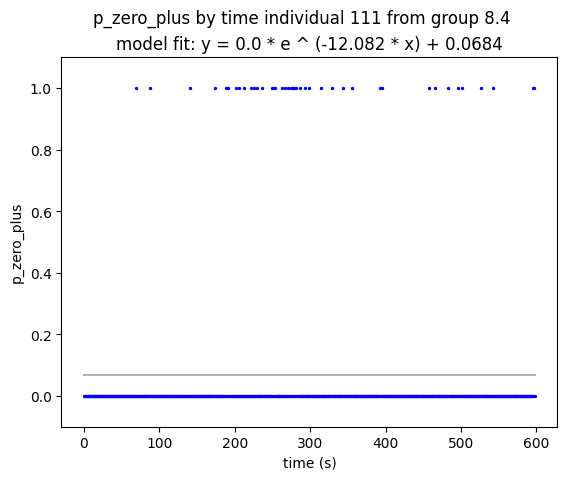 p_zero_plus by time individual 111 from group 8.4
model fit: y = 0.0 * e ^ (-12.082 * x) + 0.0684
1.0
0.8
0.6
0.4
0.2
0.0
p_zero_plus
0 100 200 300 400 500 600
time (s)